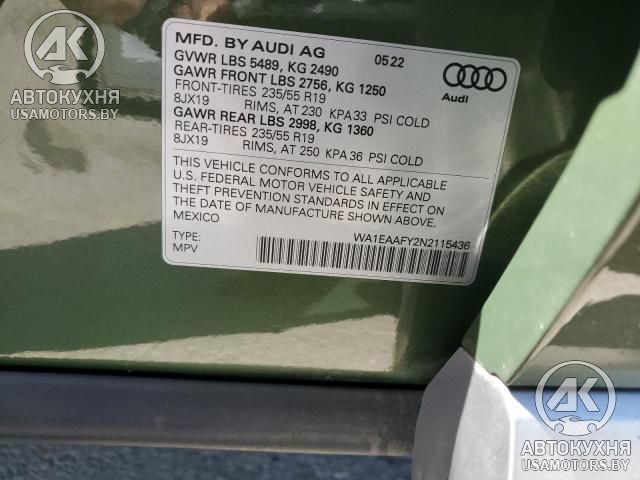 АК
АВТОКУХНЯ
USAMOTORS.BY
MFD. BY AUDI AG 05 22
GVWR LBS 5489, KG 2490
GAWR FRONT LBS 2756, KG 1250
FRONT-TIRES 235/55 R19
8JX19 RIMS, AT 230 KPA 33 PSI COLD
GAWR REAR LBS 2998, KG 1360
REAR-TIRES 235/55 R19
8JX19 RIMS, AT 250 KPA 36 PSI COLD
Audi
THIS VEHICLE CONFORMS TO ALL APPLICABLE
U.S. FEDERAL MOTOR VEHICLE SAFETY AND
THEFT PREVENTION STANDARDS IN EFFECT ON
THE DATE OF MANUFACTURE SHOWN ABOVE.
MEXICO
TYPE: WA1EAAFY2N2115436
MPV
АК
АВТОКУХНЯ
USAMOTORS.BY